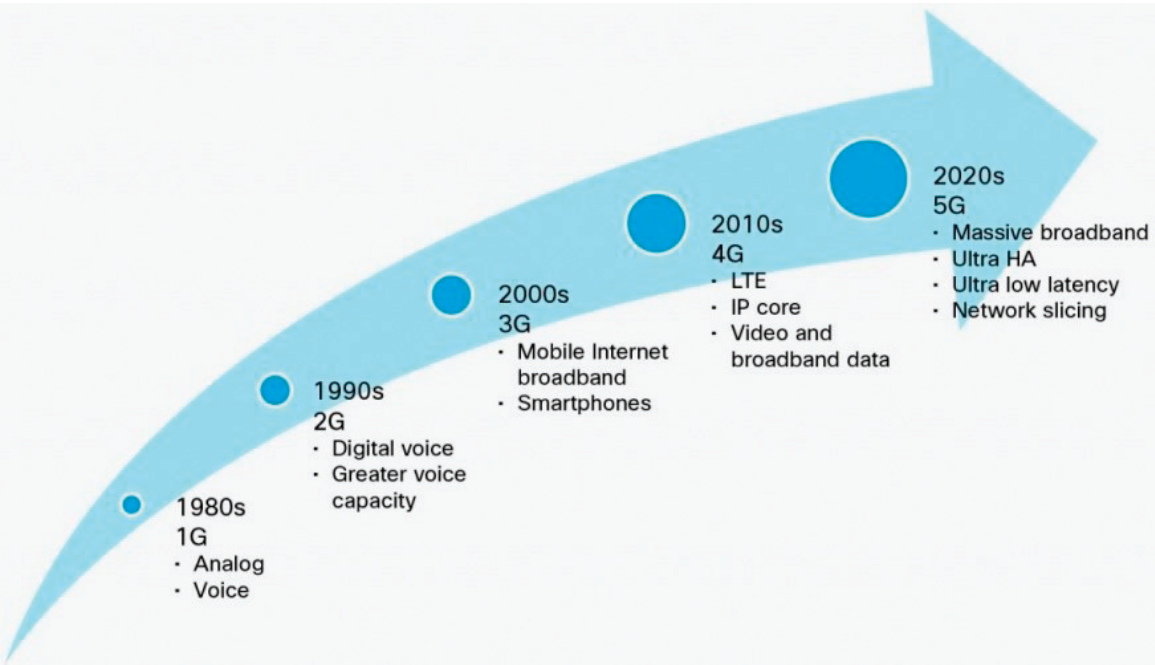 1980s
1G
· Analog
· Voice
1990s
2G
· Digital voice
· Greater voice
capacity
2000s
3G
· Mobile Internet
broadband
· Smartphones
2010s
4G
· LTE
· IP core
· Video and
broadband data
2020s
5G
· Massive broadband
· Ultra HA
· Ultra low latency
· Network slicing